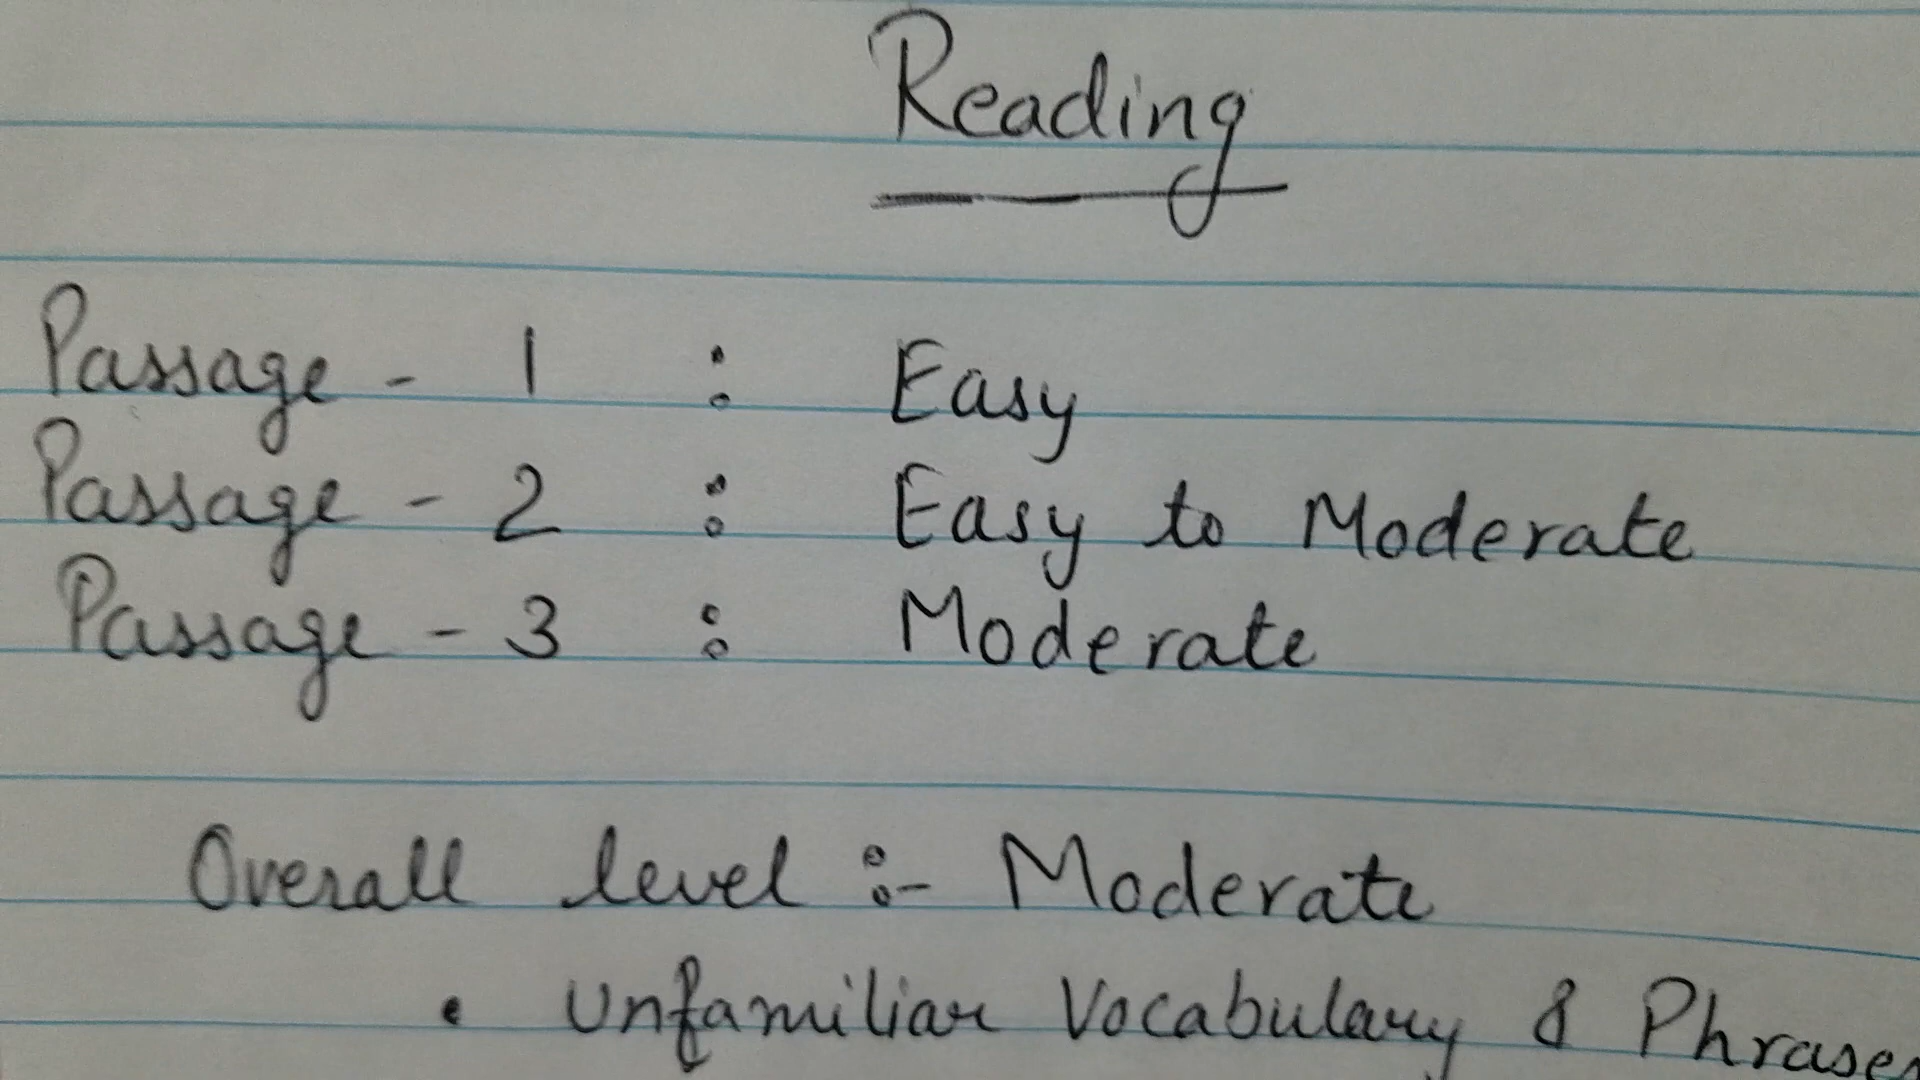 Reading
Passage - 1 : Easy
Passage - 2 : Easy to Moderate
Passage - 3 : Moderate
Overall level :- Moderate
• Unfamiliar Vocabulary & Phrases